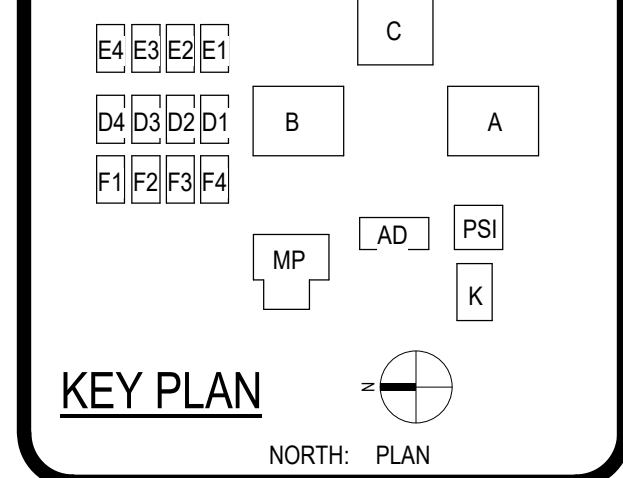 C
E4 E3 E2 E1
D4 D3 D2 D1 B A
F1 F2 F3 F4
AD PSI
MP
K
KEY PLAN N
NORTH: PLAN